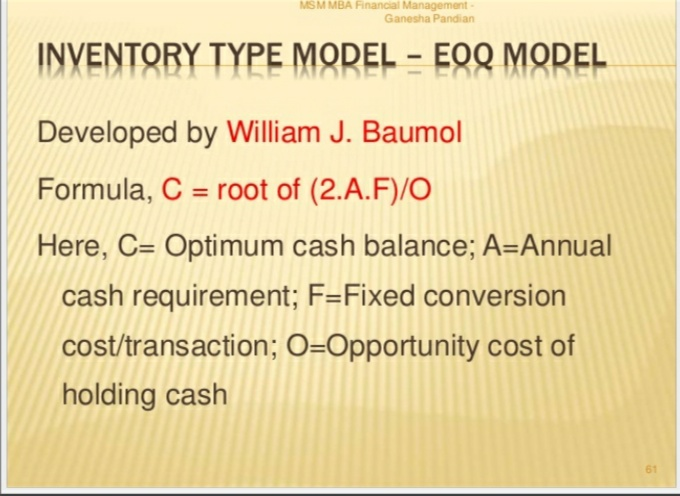 MSM MBA Financial Management -
Ganesha Pandian
INVENTORY TYPE MODEL – EOQ MODEL
Developed by William J. Baumol
Formula, C = root of (2.A.F)/O
Here, C= Optimum cash balance; A=Annual
cash requirement; F=Fixed conversion
cost/transaction; O=Opportunity cost of
holding cash
61